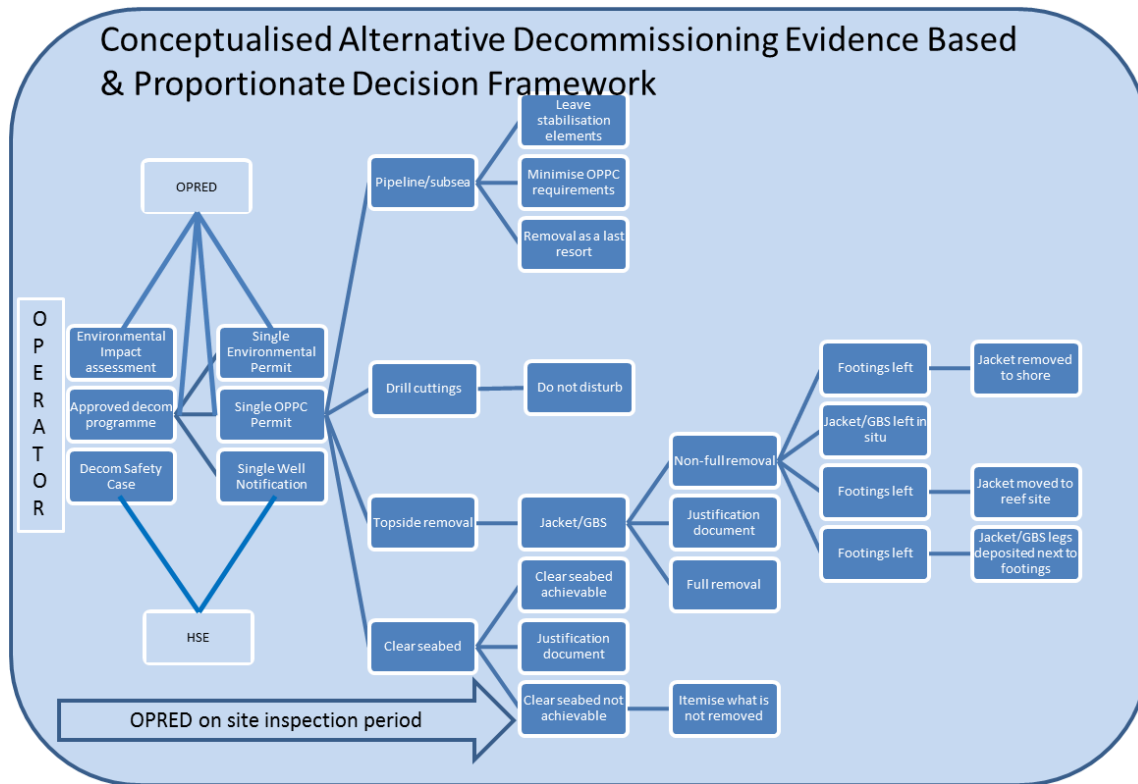 Conceptualised Alternative Decommissioning Evidence Based
& Proportionate Decision Framework
OPRED
OPERATOR
Environmental
Impact
assessment
Single
Environmental
Permit
Approved decom
programme
Single OPPC
Permit
Decom Safety
Case
Single Well
Notification
HSE
Pipeline/subsea
Leave
stabilisation
elements
Minimise OPPC
requirements
Removal as a last
resort
Drill cuttings
Do not disturb
Topside removal
Jacket/GBS
Non-full removal
Justification
document
Full removal
Footings left
Jacket removed
to shore
Jacket/GBS left in
situ
Footings left
Jacket moved to
reef site
Footings left
Jacket/GBS legs
deposited next to
footings
Clear seabed
Clear seabed
achievable
Justification
document
Clear seabed not
achievable
Itemise what is
not removed
OPRED on site inspection period